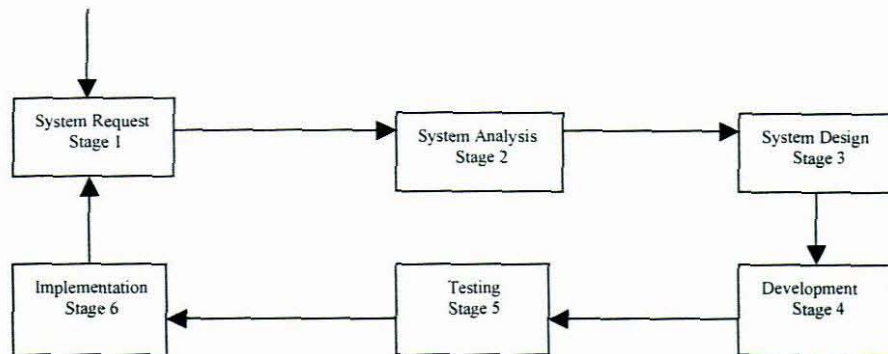 System Request
Stage 1
System Analysis
Stage 2
System Design
Stage 3
Implementation
Stage 6
Testing
Stage 5
Development
Stage 4